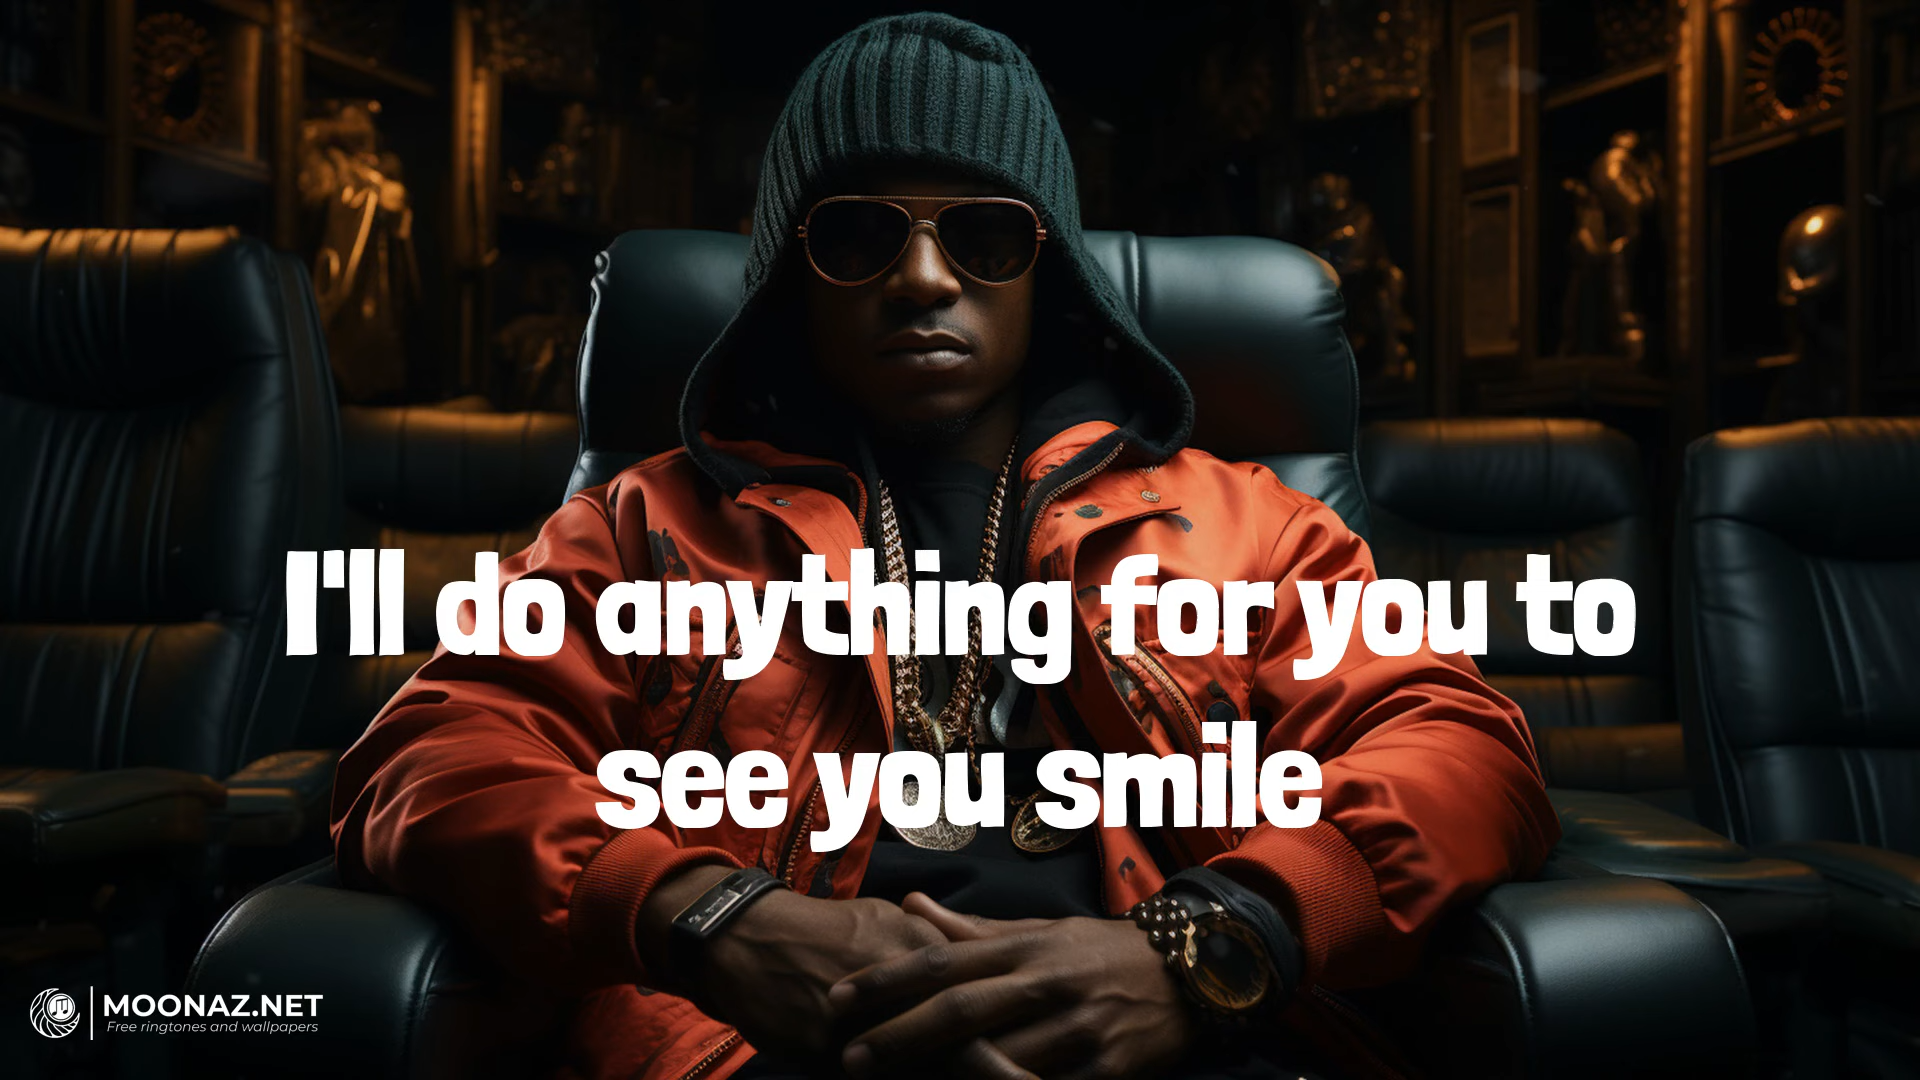 I'll do anything for you to
see you smile
MOONAZ.NET
Free ringtones and wallpapers